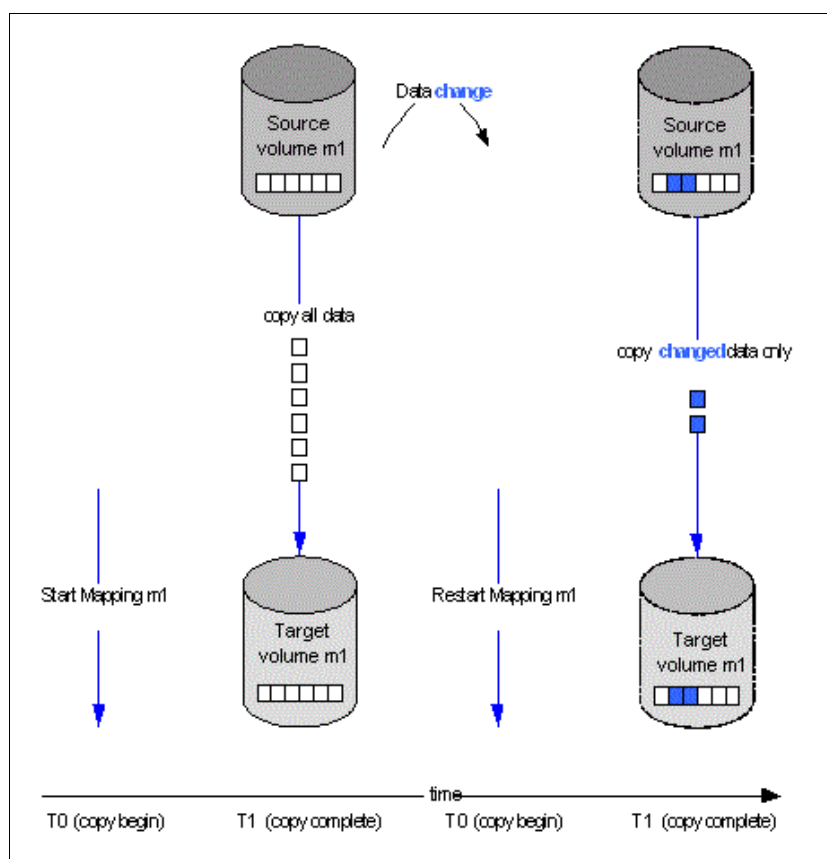 Data change
Source
volume m1
Source
volume m1
copy all data
copy changed data only
Start Mapping m1
Restart Mapping m1
Target
volume m1
Target
volume m1
time
T0 (copy begin)
T1 (copy complete)
T0 (copy begin)
T1 (copy complete)